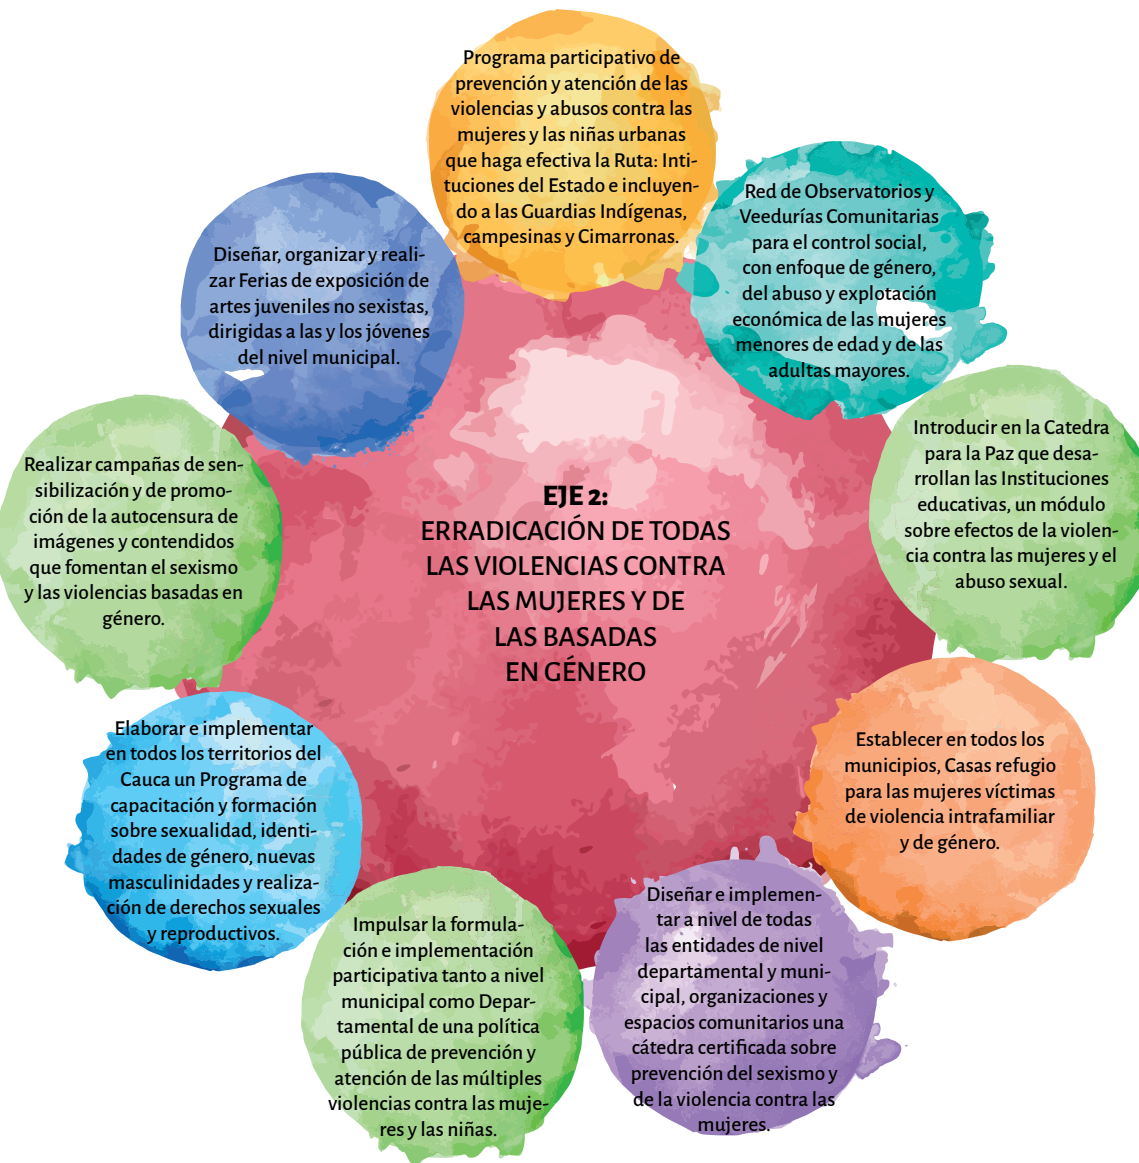 Programa participativo de
prevención y atención de las
violencias y abusos contra las
mujeres y las niñas urbanas
que haga efectiva la Ruta: Inti-
tuciones del Estado e incluyen-
do a las Guardias Indígenas,
campesinas y Cimarronas.
Red de Observatorios y
Veedurías Comunitarias
para el control social,
con enfoque de género,
del abuso y explotación
económica de las mujeres
menores de edad y de las
adultas mayores.
Introducir en la Catedra
para la Paz que desa-
rrollan las Instituciones
educativas, un módulo
sobre efectos de la violen-
cia contra las mujeres y el
abuso sexual.
Establecer en todos los
municipios, Casas refugio
para las mujeres víctimas
de violencia intrafamiliar
y de género.
Diseñar e implemen-
tar a nivel de todas
las entidades de nivel
departamental y muni-
cipal, organizaciones y
espacios comunitarios una
cátedra certificada sobre
prevención del sexismo y
de la violencia contra las
mujeres.
Impulsar la formula-
ción e implementación
participativa tanto a nivel
municipal como Depar-
tamental de una política
pública de prevención y
atención de las múltiples
violencias contra las muje-
res y las niñas.
Elaborar e implementar
en todos los territorios del
Cauca un Programa de
capacitación y formación
sobre sexualidad, identi-
dades de género, nuevas
masculinidades y realiza-
ción de derechos sexuales
y reproductivos.
Realizar campañas de sen-
sibilización y de promo-
ción de la autocensura de
imágenes y contendidos
que fomentan el sexismo
y las violencias basadas en
género.
Diseñar, organizar y reali-
zar Ferias de exposición de
artes juveniles no sexistas,
dirigidas a las y los jóvenes
del nivel municipal.
EJE 2:
ERRADICACIÓN DE TODAS
LAS VIOLENCIAS CONTRA
LAS MUJERES Y DE
LAS BASADAS
EN GÉNERO